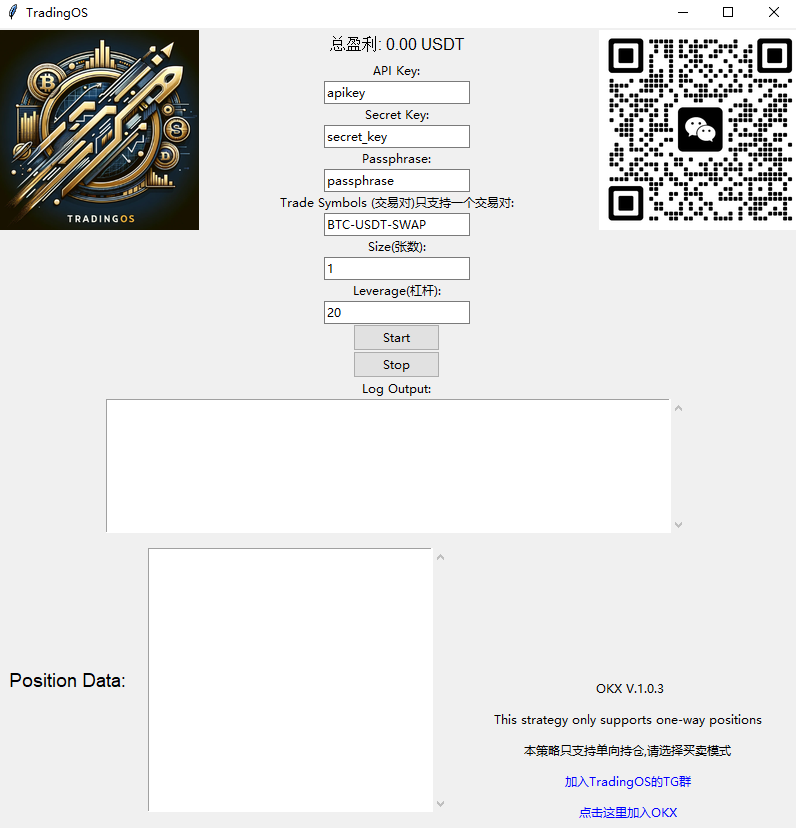 TradingOS
总盈利: 0.00 USDT
API Key:
apikey
Secret Key:
secret_key
Passphrase:
passphrase
Trade Symbols (交易对)只支持一个交易对:
BTC-USDT-SWAP
Size(张数):
1
Leverage(杠杆):
20
Start
Stop
Log Output:
TRADINGOS
Position Data:
OKX V.1.0.3
This strategy only supports one-way positions
本策略只支持单向持仓,请选择买卖模式
加入TradingOS的TG群
点击这里加入OKX